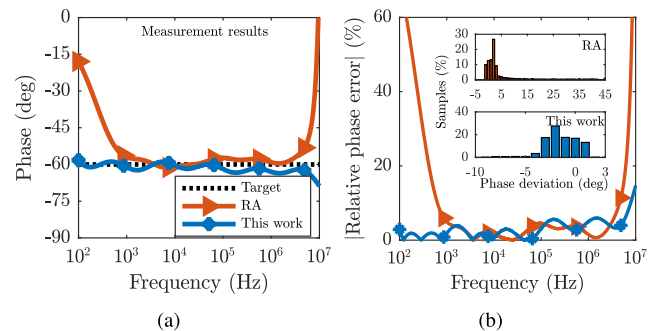 Measurement results
0
-15
-30
-45
-60
-75
-90
Phase (deg)
Target
RA
This work
10^2 10^3 10^4 10^5 10^6 10^7
Frequency (Hz)
(a)
60
40
20
0
|Relative phase error| (%)
RA
30
20
10
0
-5 5 15 25 35 45
Samples (%)
This work
40
20
0
-10 -5 0 3
Phase deviation (deg)
10^2 10^3 10^4 10^5 10^6 10^7
Frequency (Hz)
(b)